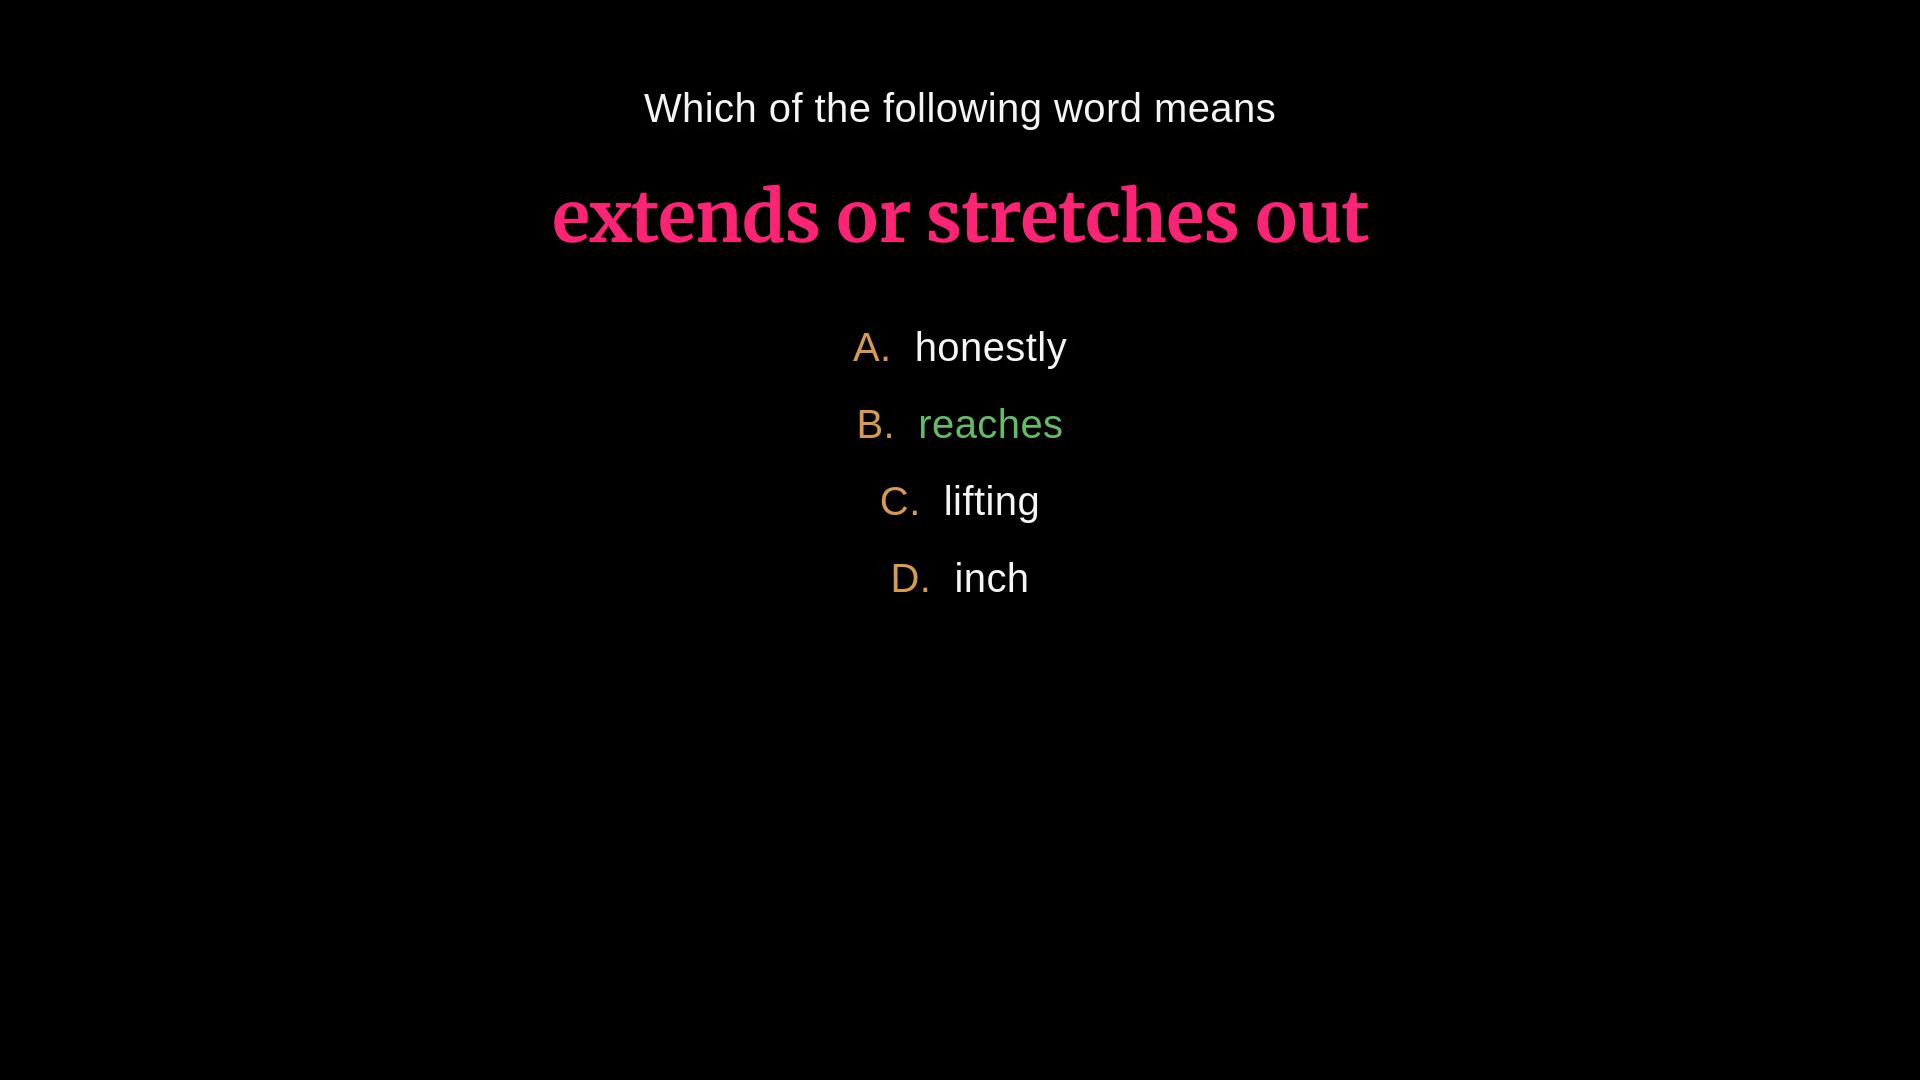 Which of the following word means
extends or stretches out
A. honestly
B. reaches
C. lifting
D. inch